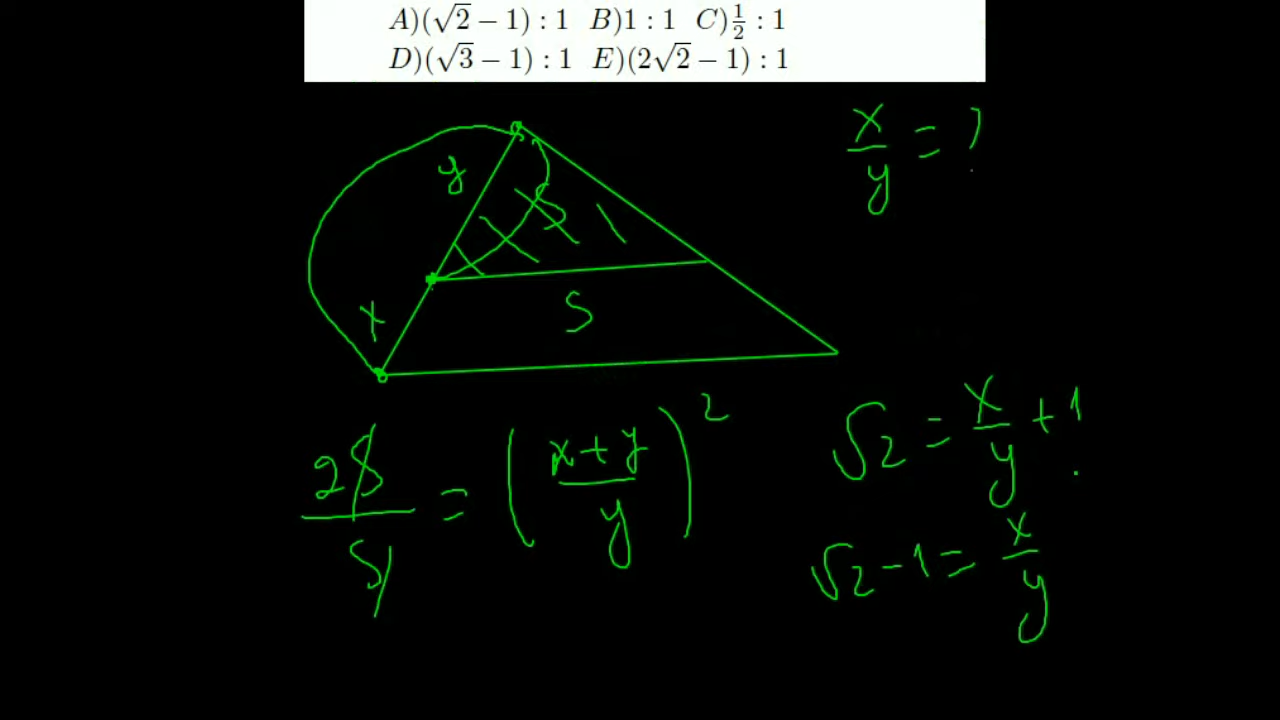 A)(√2 − 1) : 1 B)1 : 1 C)1/2 : 1
D)(√3 − 1) : 1 E)(2√2 − 1) : 1
x/y = ?
y
S
x
S
2S/S = ((x+y)/y)²
√2 = x/y + 1
√2 − 1 = x/y